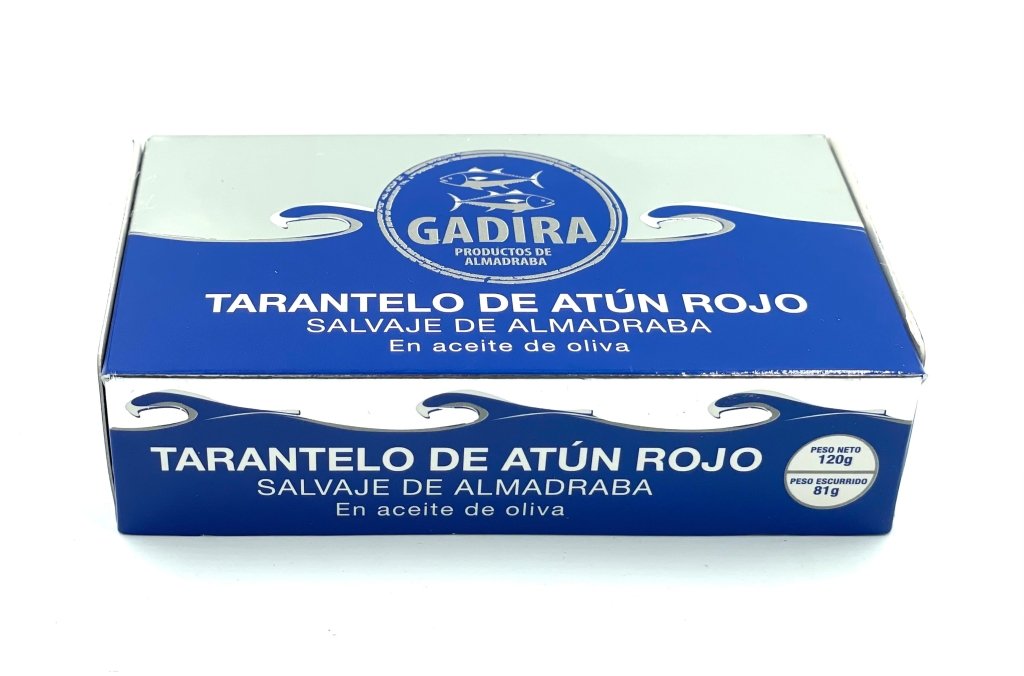 GADIRA
PRODUCTOS DE
ALMADRABA
TARANTELO DE ATÚN ROJO
SALVAJE DE ALMADRABA
En aceite de oliva
TARANTELO DE ATÚN ROJO
SALVAJE DE ALMADRABA
En aceite de oliva
PESO NETO
120g
PESO ESCURRIDO
81g